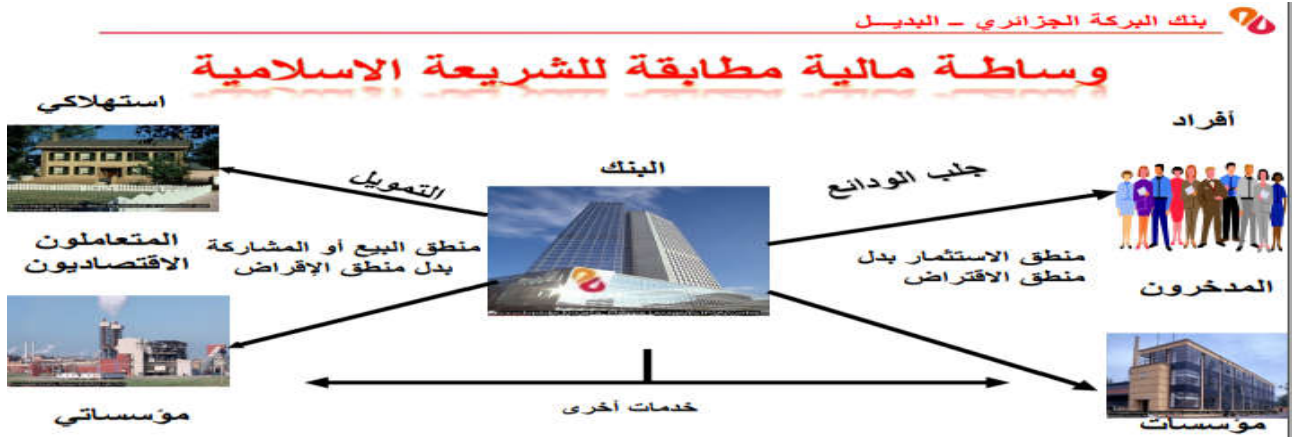 بنك البركة الجزائري – البديـــل
وساطـة مالية مطابقة للشريعة الاسلامية
أفراد
استهلاكي
البنك
جلب الودائع
التمويل
المتعاملون
الاقتصاديون
منطق البيع أو المشاركة
بدل منطق الإقراض
منطق الاستثمار بدل
منطق الاقتراض
المدخرون
خدمات أخرى
مؤسساتي
مؤسسات